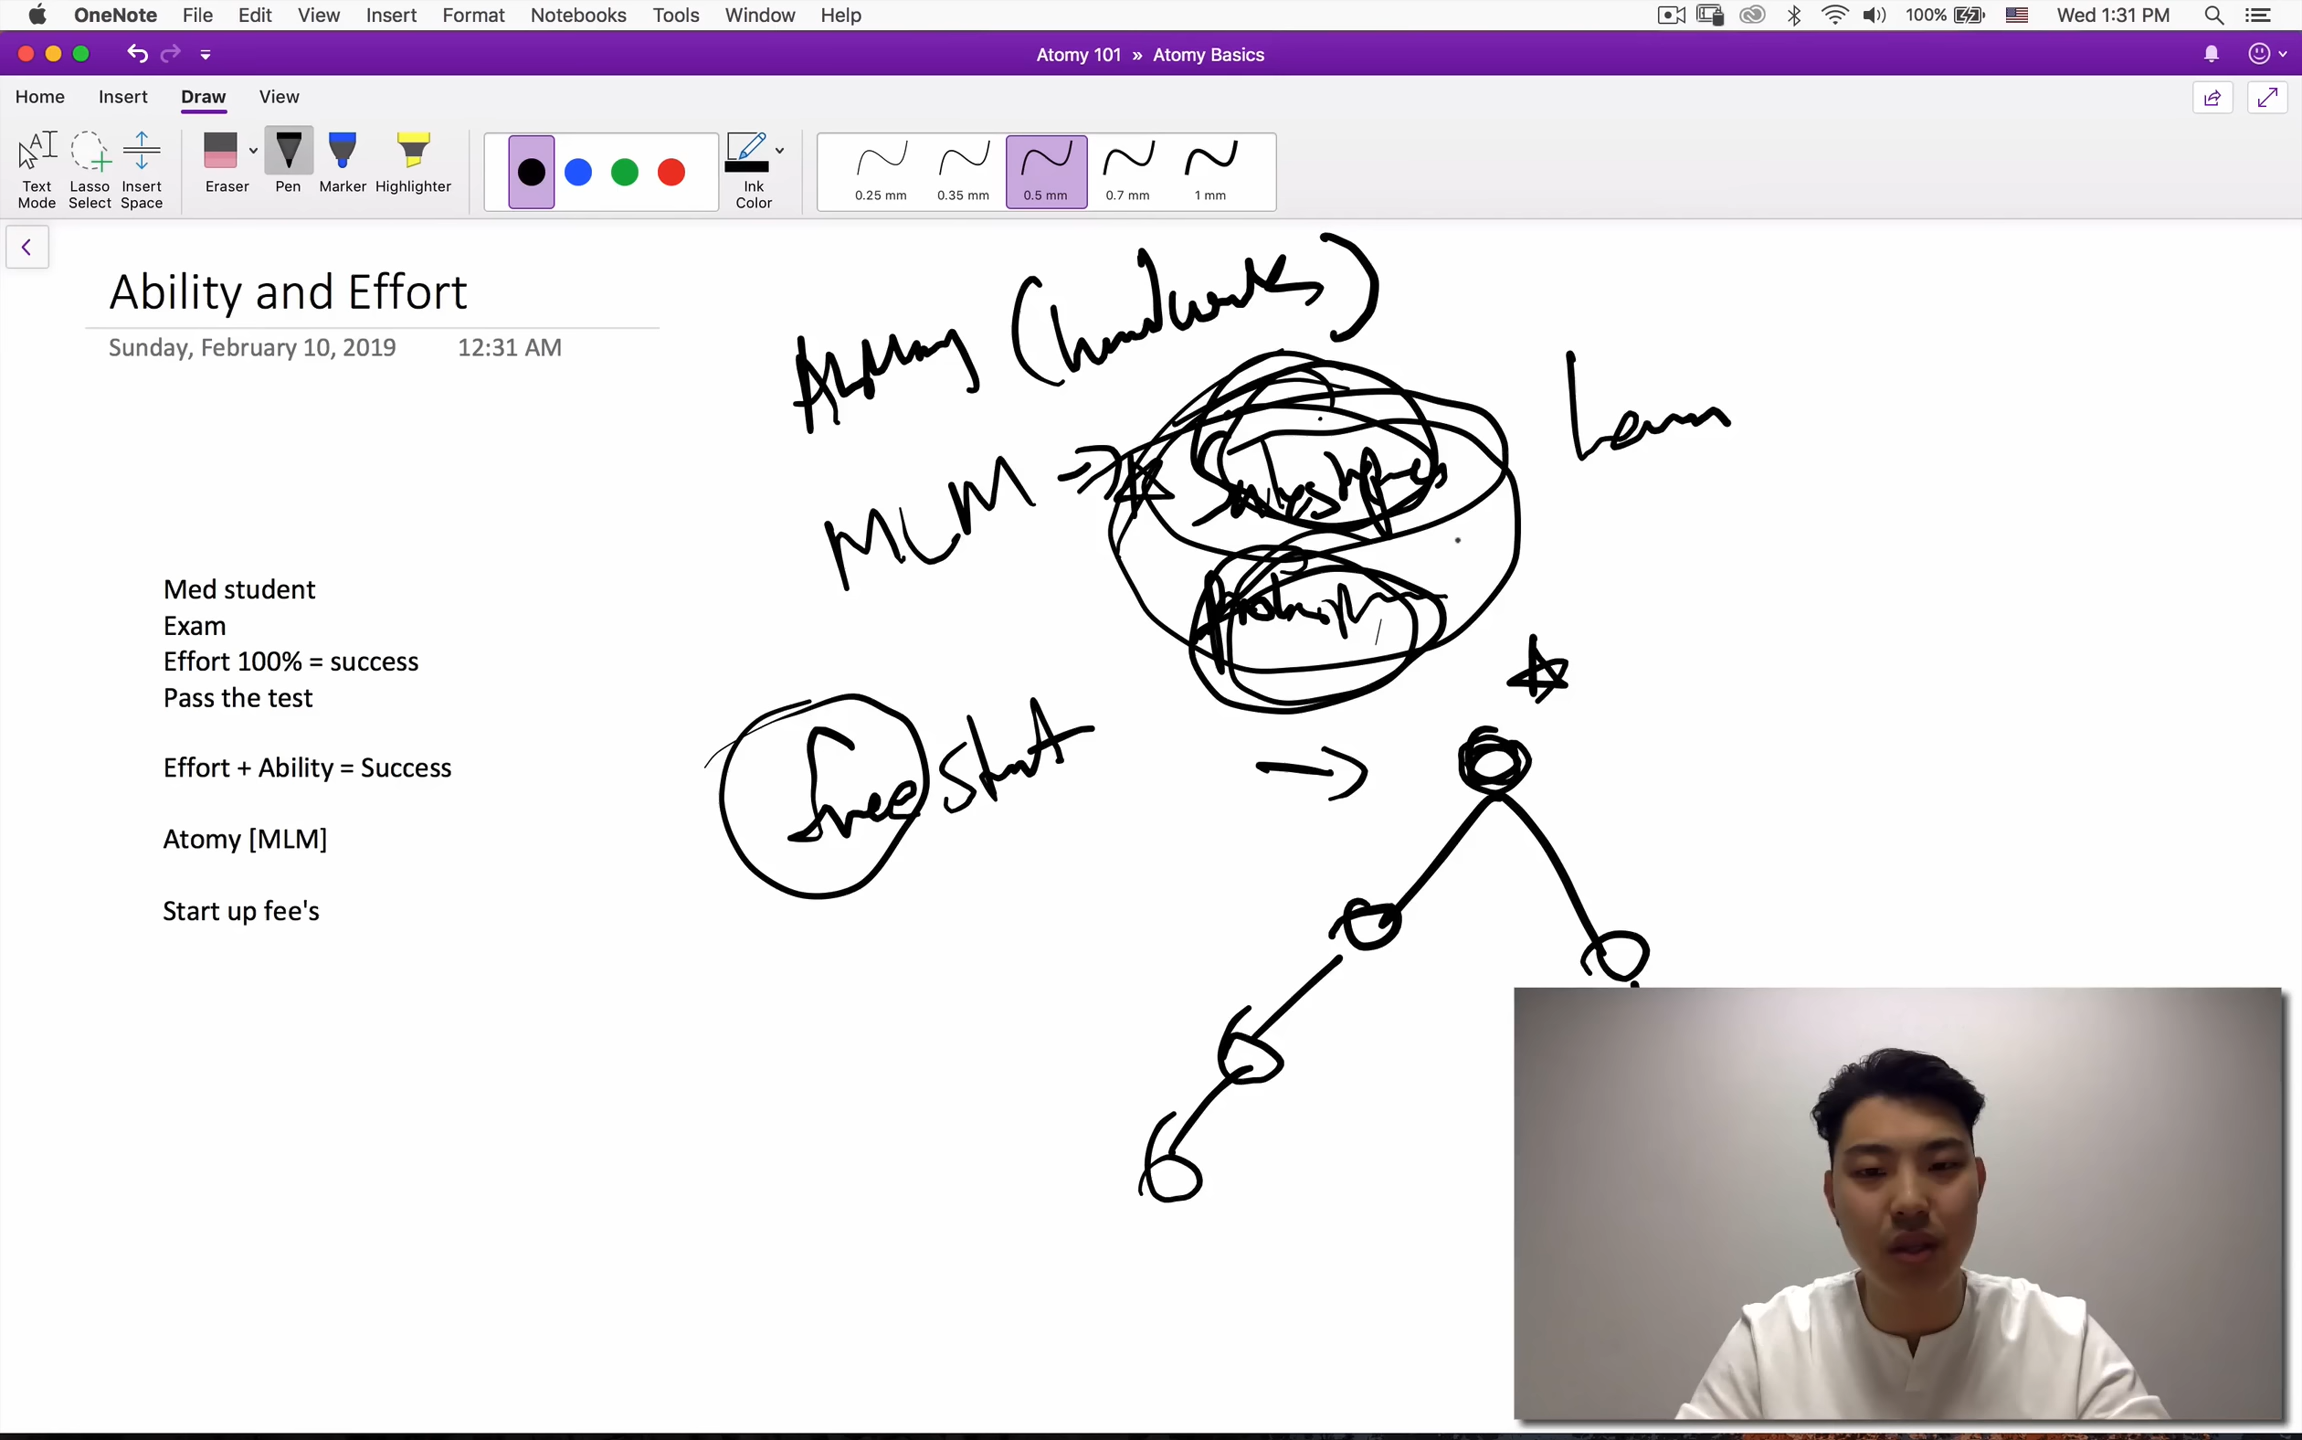 OneNote File Edit View Insert Format Notebooks Tools Window Help 100% Wed 1:31 PM
Atomy 101 » Atomy Basics
Home Insert Draw View
Text Mode
Lasso Select
Insert Space
Eraser
Pen
Marker
Highlighter
Ink Color
0.25 mm
0.35 mm
0.5 mm
0.7 mm
1 mm
Ability and Effort
Sunday, February 10, 2019 12:31 AM
(hardwork)
Learn
MLM
Med student
Exam
Effort 100% = success
Pass the test
free start
Effort + Ability = Success
Atomy [MLM]
Start up fee's